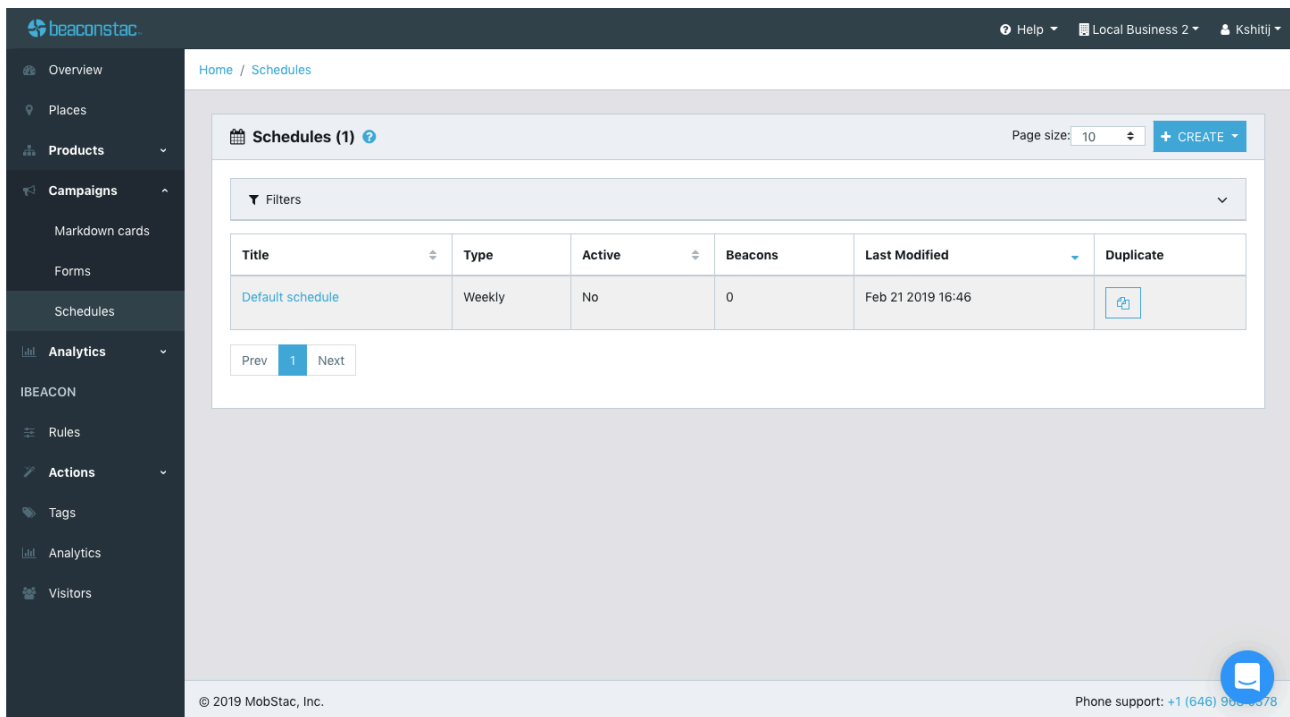 beaconstac
Help Local Business 2 Kshitij
Overview
Places
Products
Campaigns
Markdown cards
Forms
Schedules
Analytics
IBEACON
Rules
Actions
Tags
Analytics
Visitors
Home / Schedules
Schedules (1)
Page size: 10 + CREATE
Filters
Title Type Active Beacons Last Modified Duplicate
Default schedule Weekly No 0 Feb 21 2019 16:46
Prev 1 Next
© 2019 MobStac, Inc.
Phone support: +1 (646)